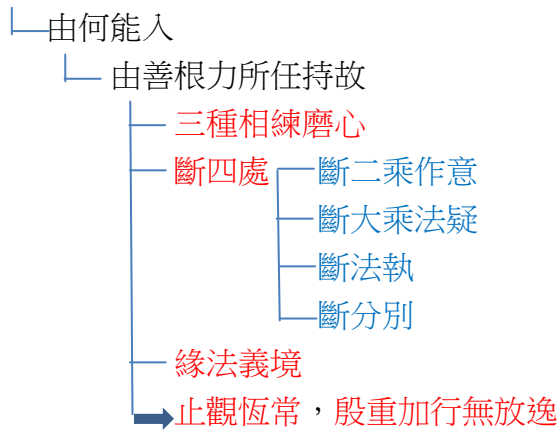 由何能入
由善根力所任持故
三種相練磨心
斷四處
斷二乘作意
斷大乘法疑
斷法執
斷分別
緣法義境
止觀恆常，殷重加行無放逸